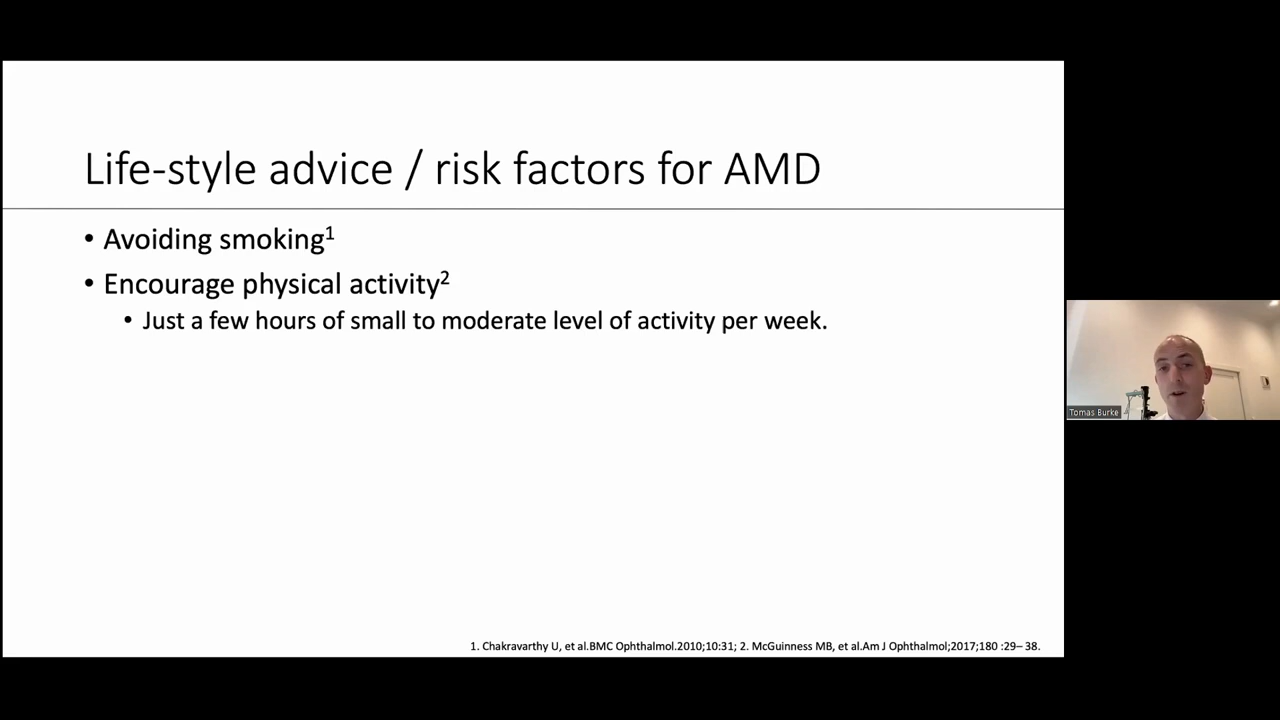 Life-style advice / risk factors for AMD
• Avoiding smoking¹
• Encourage physical activity²
• Just a few hours of small to moderate level of activity per week.
Tomas Burke
1. Chakravarthy U, et al.BMC Ophthalmol.2010;10:31; 2. McGuinness MB, et al.Am J Ophthalmol;2017;180 :29– 38.